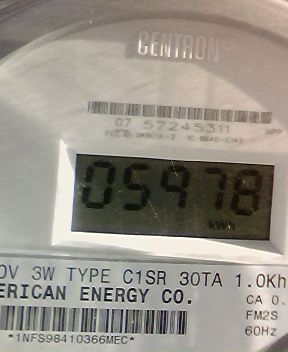 CENTRON®
07 57245311
05978
kWh
0V 3W TYPE C1SR 30TA 1.0Kh
ERICAN ENERGY CO.
CA 0.
FM2S
60Hz
*1NFS98410366MEC*